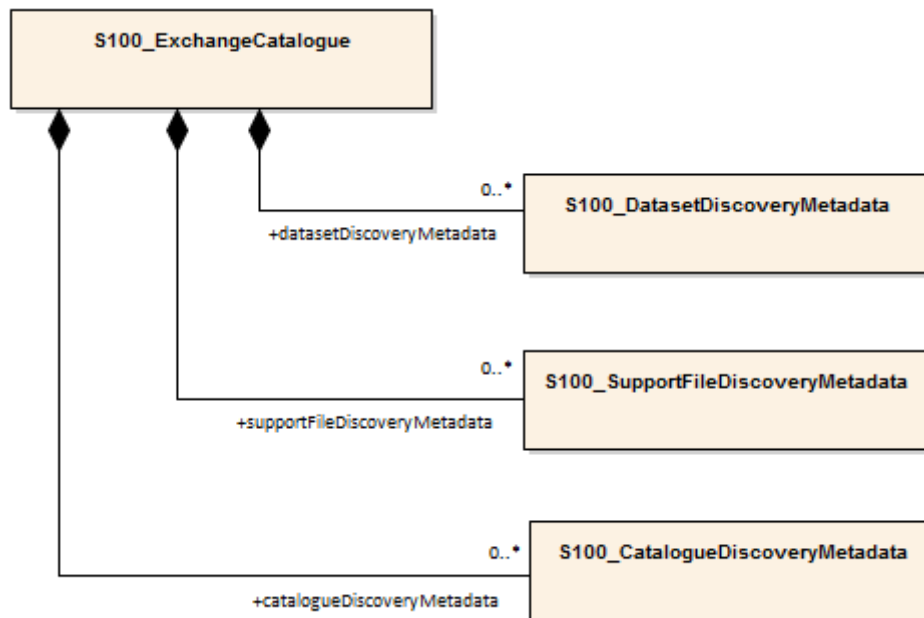 S100_ExchangeCatalogue
0..*
S100_DatasetDiscoveryMetadata
+datasetDiscoveryMetadata
0..*
S100_SupportFileDiscoveryMetadata
+supportFileDiscoveryMetadata
0..*
S100_CatalogueDiscoveryMetadata
+catalogueDiscoveryMetadata